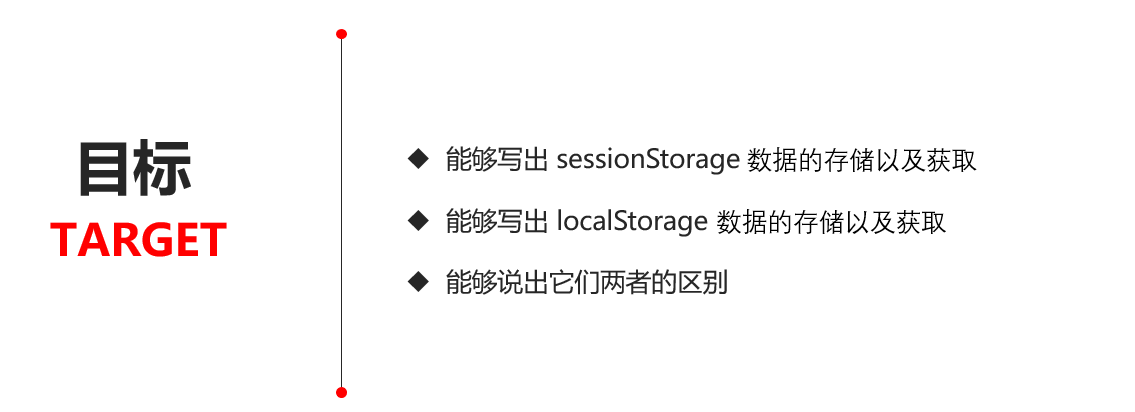 目标
TARGET
◆ 能够写出 sessionStorage 数据的存储以及获取
◆ 能够写出 localStorage 数据的存储以及获取
◆ 能够说出它们两者的区别